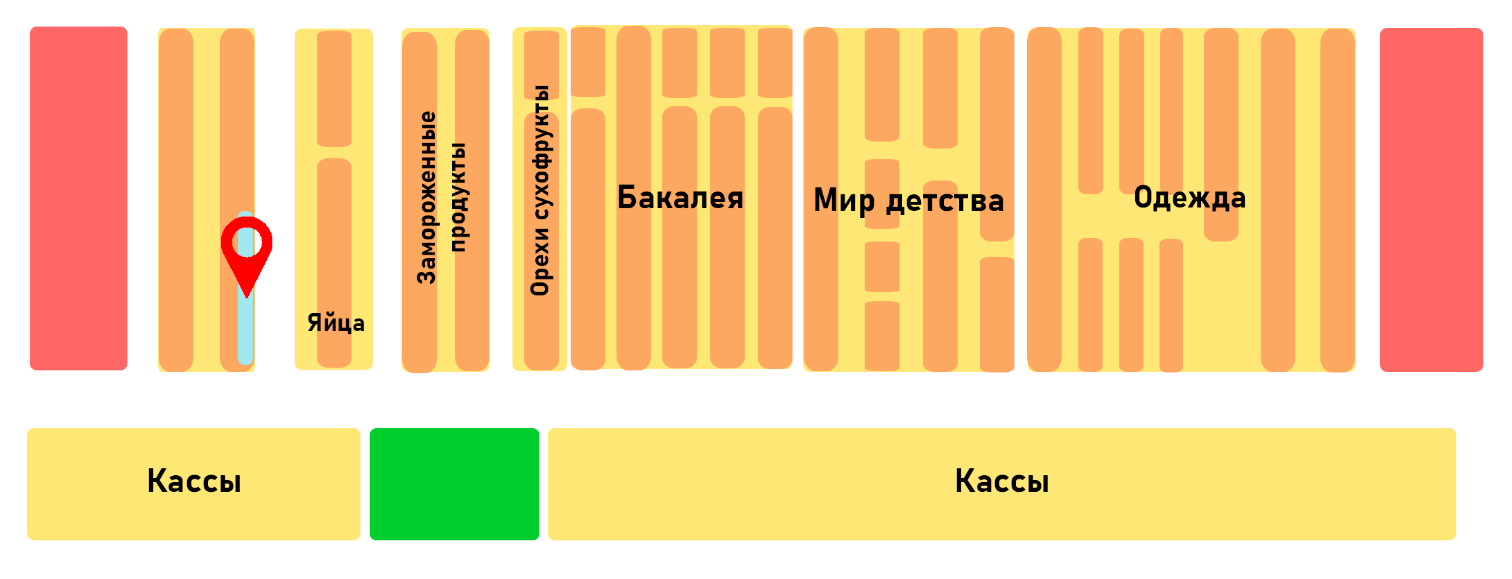 Замороженные
продукты
Орехи сухофрукты
Бакалея
Мир детства
Одежда
Яйца
Кассы
Кассы